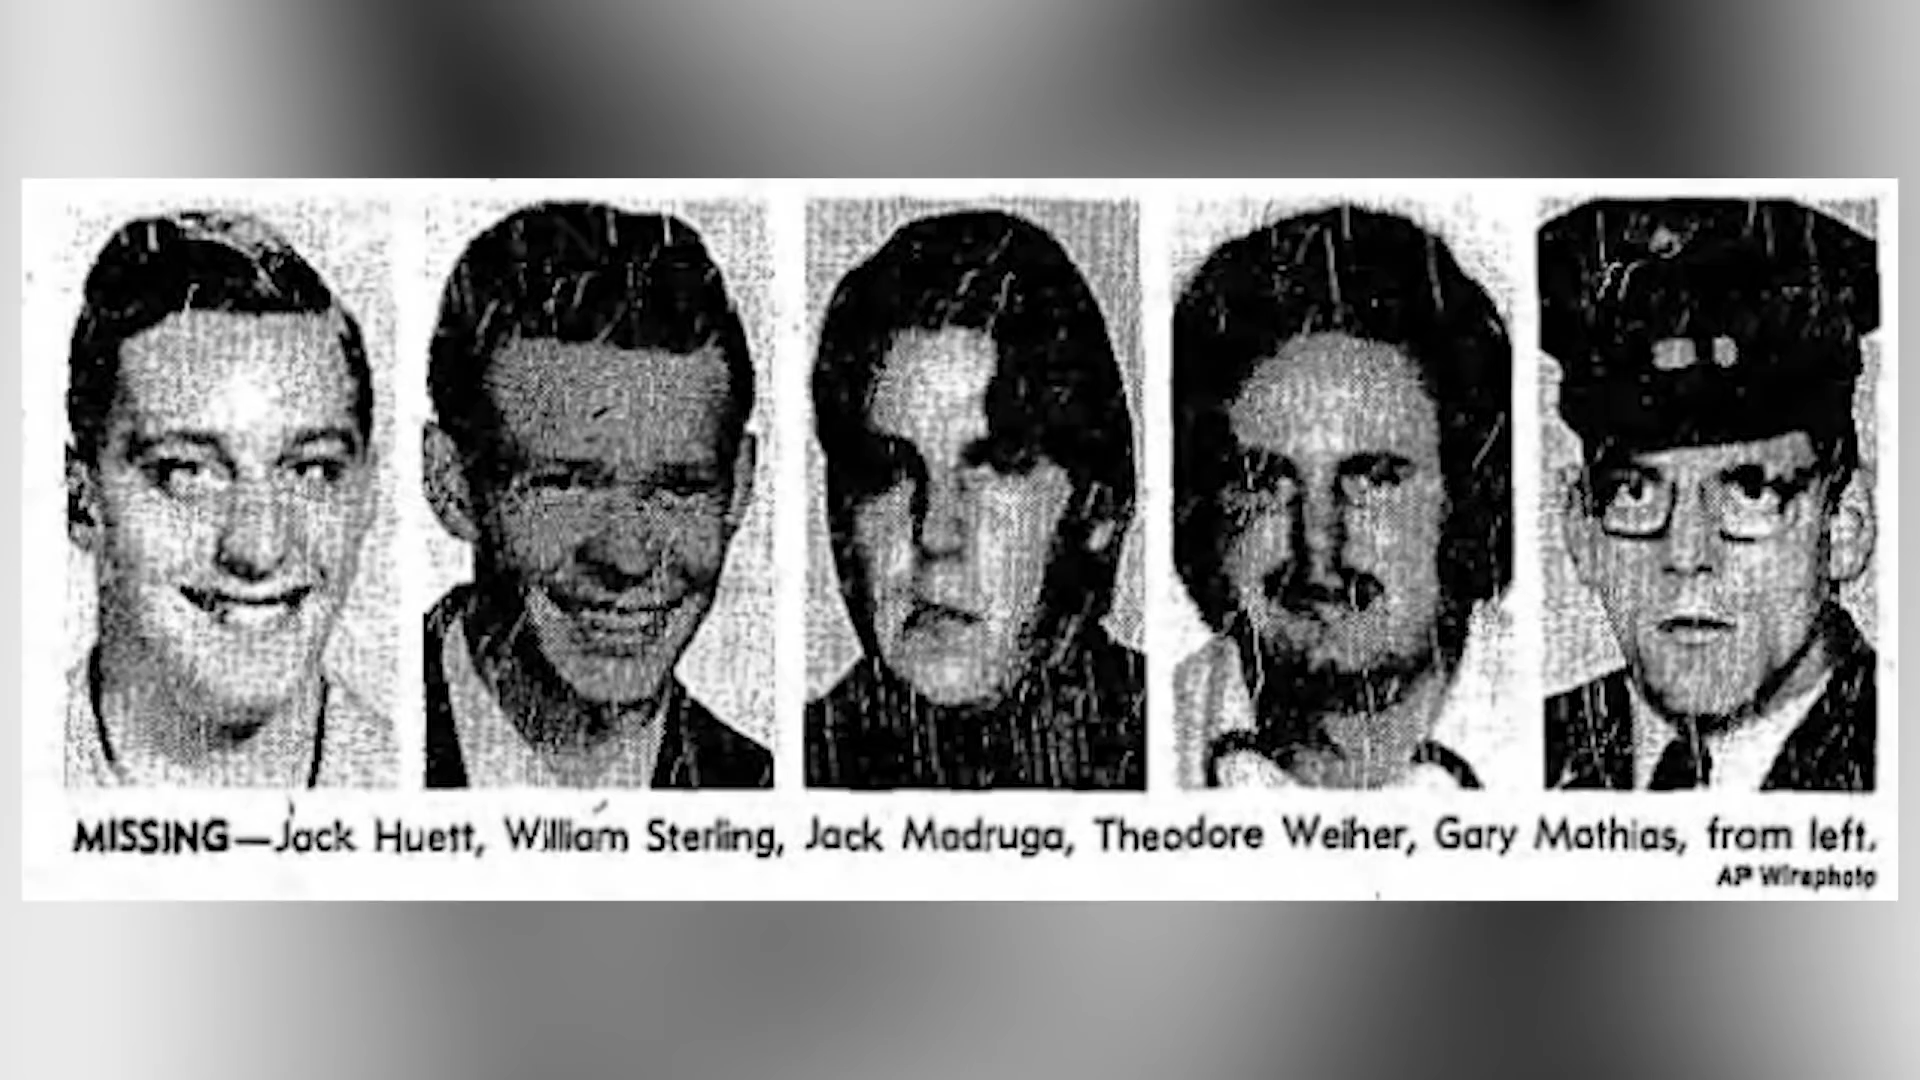 MISSING—Jack Huett, William Sterling, Jack Madruga, Theodore Weiher, Gary Mathias, from left.
AP Wirephoto